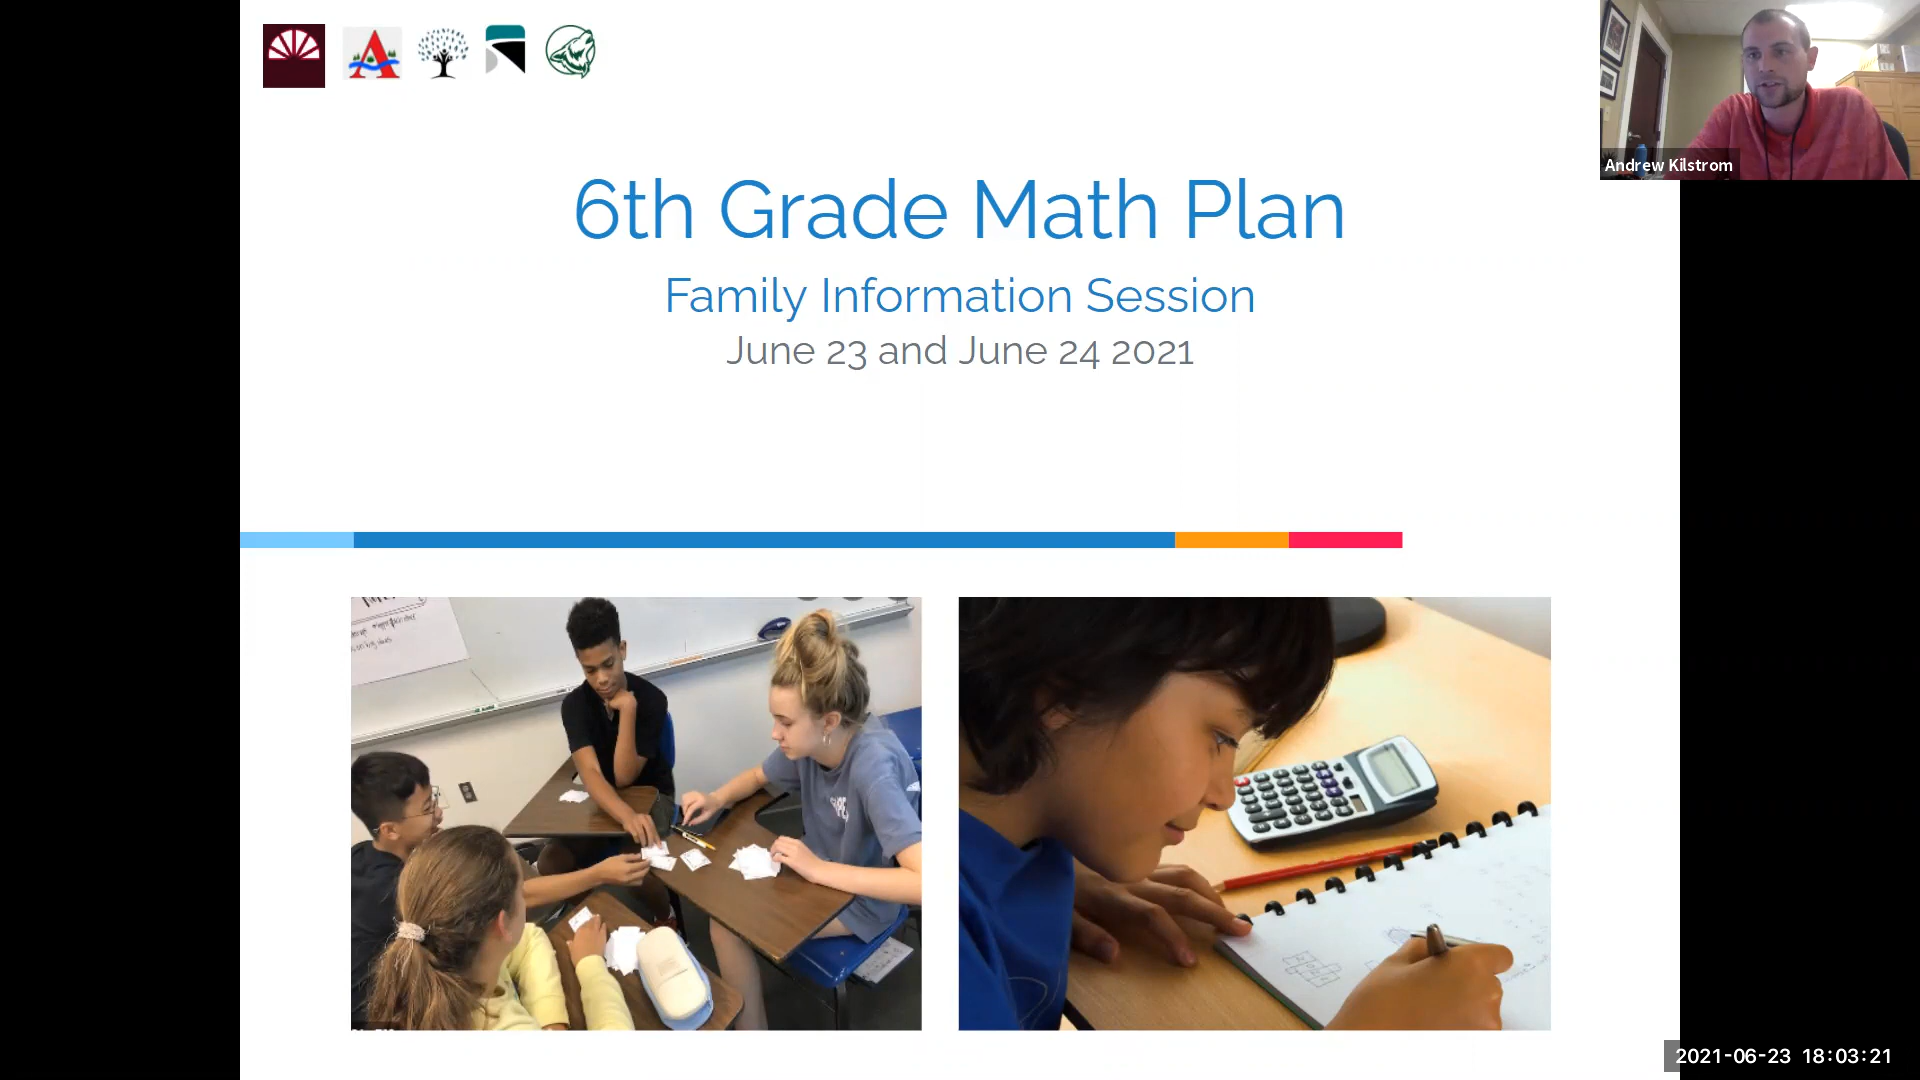 6th Grade Math Plan
Family Information Session
June 23 and June 24 2021
Andrew Kilstrom
2021-06-23 18:03:21